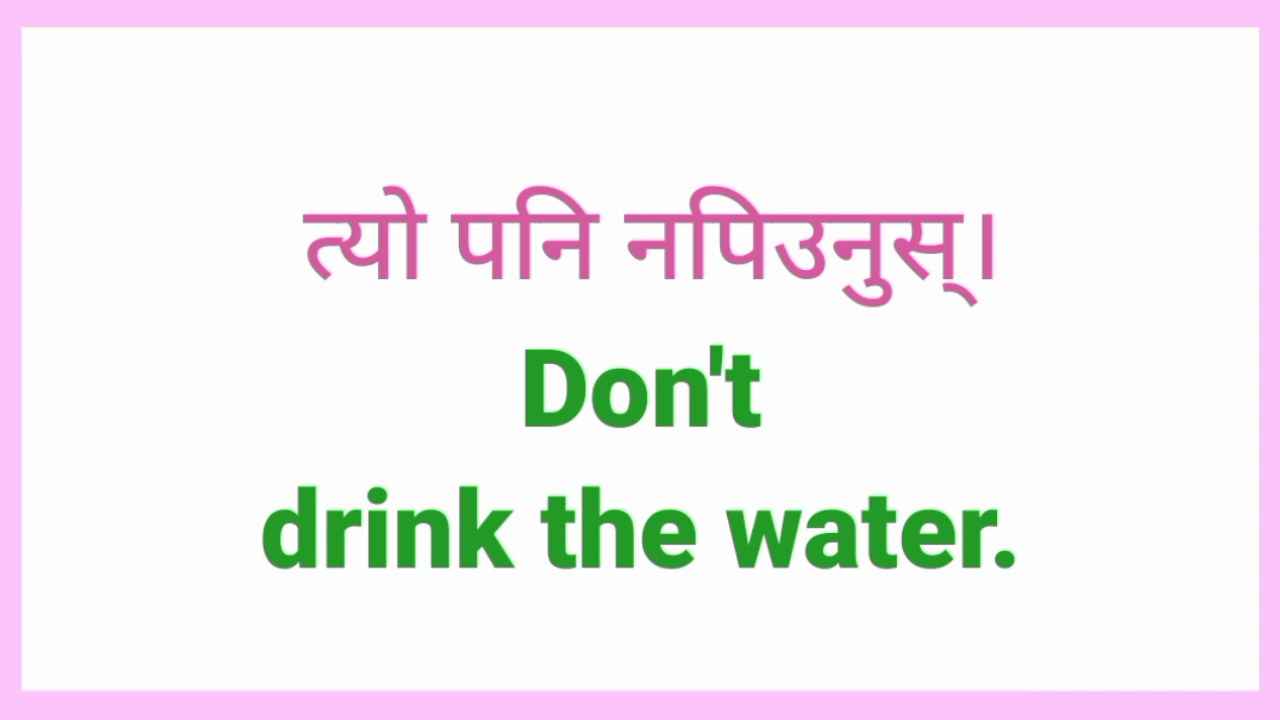 त्यो पनि नपिउनुस्।
Don't
drink the water.